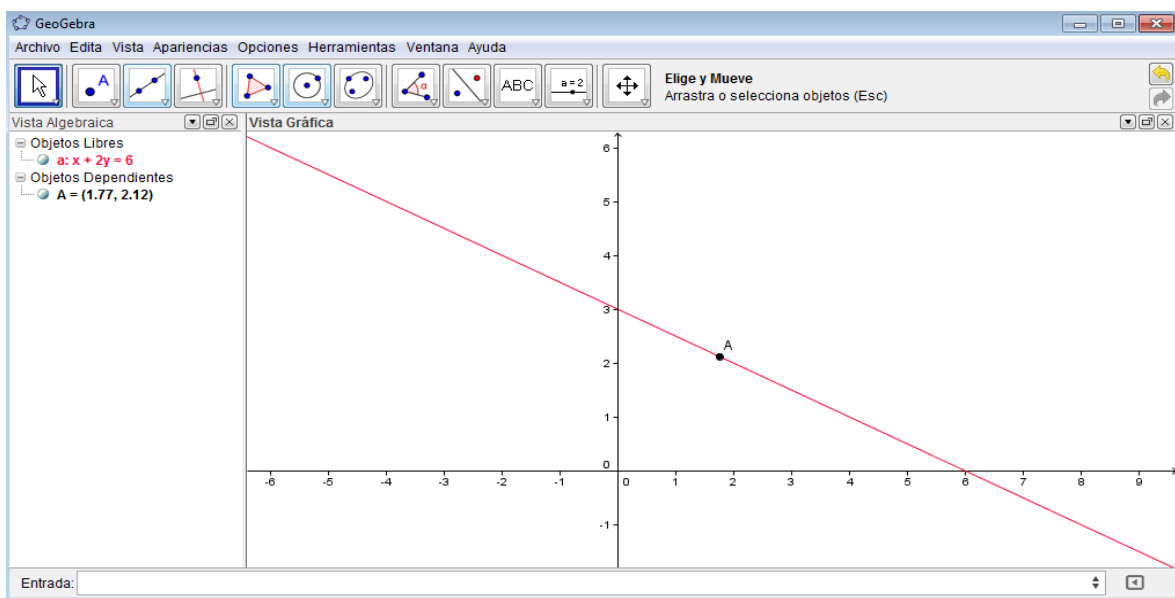 GeoGebra
Archivo Edita Vista Apariencias Opciones Herramientas Ventana Ayuda
A α ABC a=2 Elige y Mueve
Arrastra o selecciona objetos (Esc)
Vista Algebraica
Vista Gráfica
Objetos Libres
a: x + 2y = 6
Objetos Dependientes
A = (1.77, 2.12)
6
5
4
3
A
2
1
0
-6 -5 -4 -3 -2 -1 0 1 2 3 4 5 6 7 8 9
-1
Entrada: